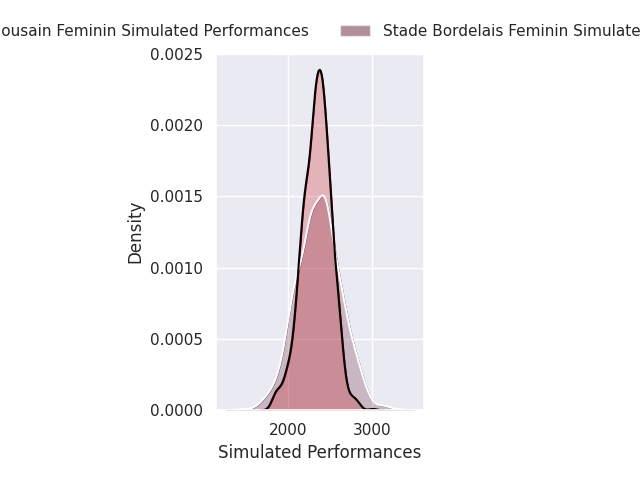 ousain Feminin Simulated Performances
Stade Bordelais Feminin Simulate
0.0025
0.0020
0.0015
0.0010
0.0005
0.0000
Density
2000 3000
Simulated Performances